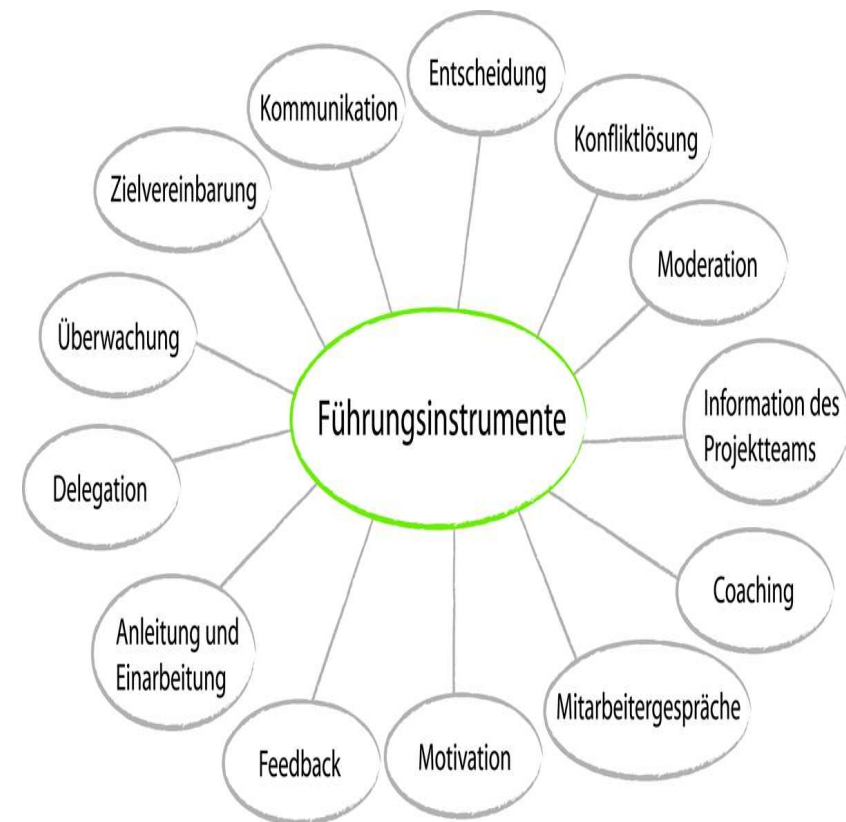 Entscheidung
Kommunikation
Konfliktlösung
Zielvereinbarung
Moderation
Überwachung
Führungsinstrumente
Information des
Projektteams
Delegation
Coaching
Anleitung und
Einarbeitung
Mitarbeitergespräche
Feedback
Motivation